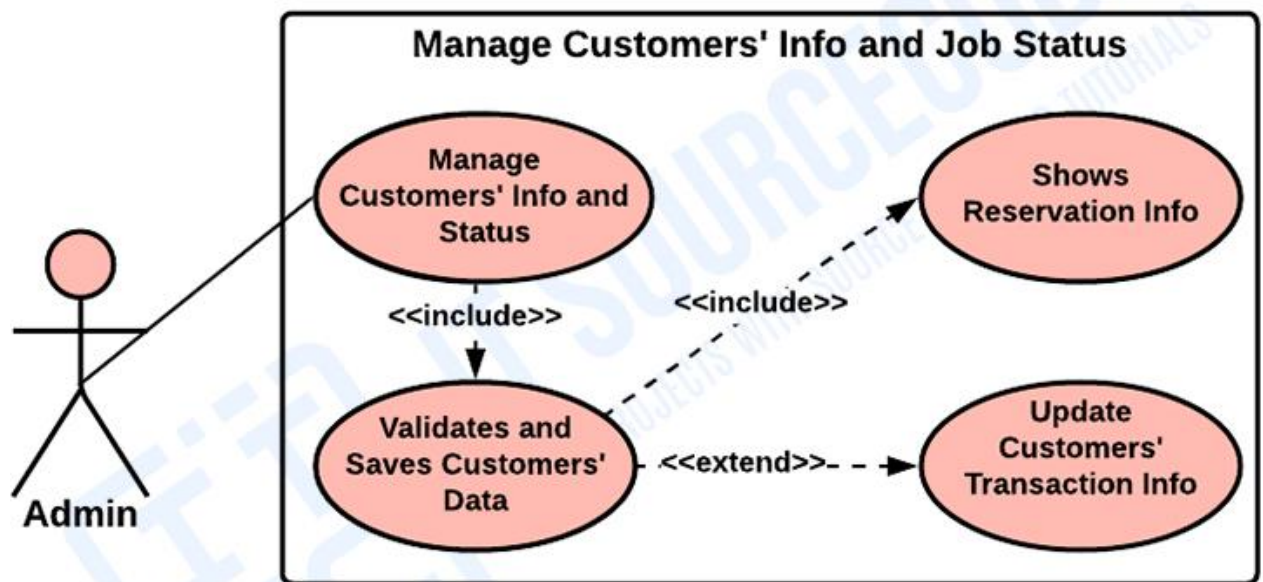 Manage Customers' Info and Job Status
Manage
Customers' Info and
Status
Shows
Reservation Info
<<include>>
<<include>>
Validates and
Saves Customers'
Data
<<extend>>
Update
Customers'
Transaction Info
Admin